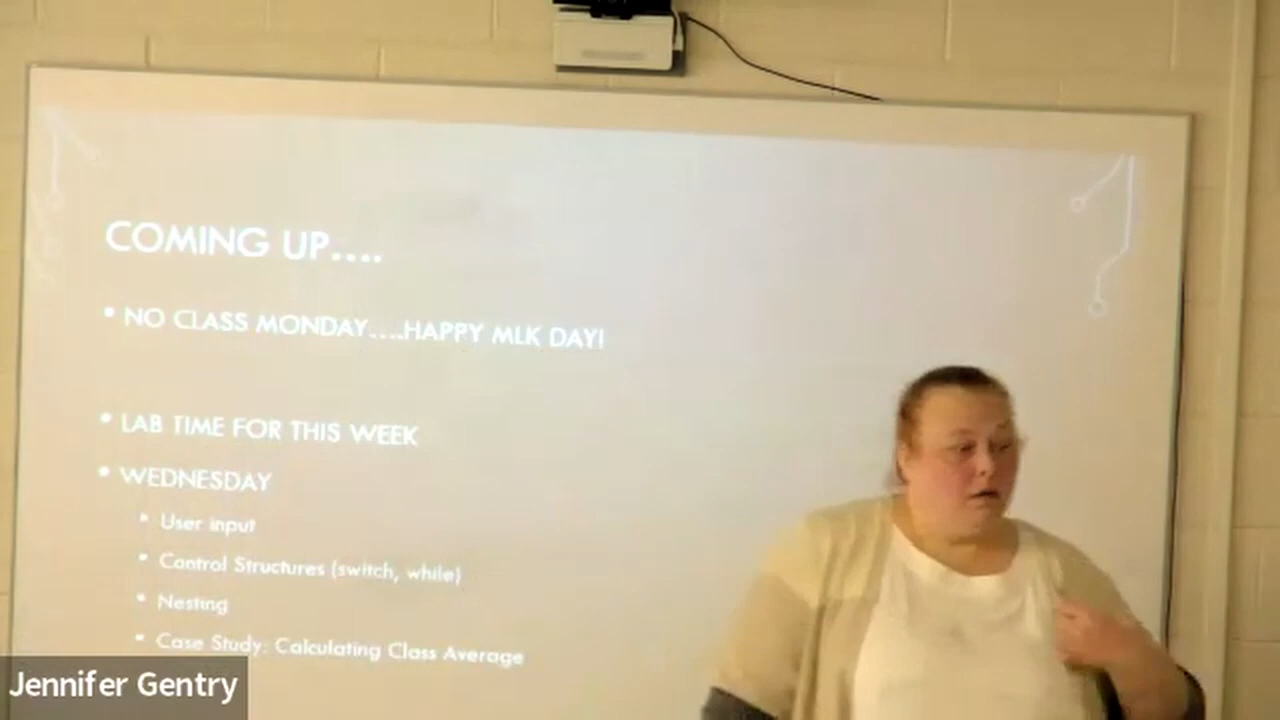 COMING UP....
• NO CLASS MONDAY....HAPPY MLK DAY!
• LAB TIME FOR THIS WEEK
• WEDNESDAY
• User input
• Control Structures (switch, while)
• Nesting
• Case Study: Calculating Class Average
Jennifer Gentry